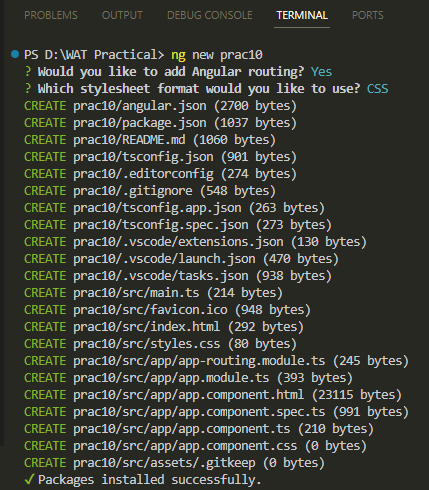 PROBLEMS OUTPUT DEBUG CONSOLE TERMINAL PORTS
PS D:\WAT Practical> ng new prac10
? Would you like to add Angular routing? Yes
? Which stylesheet format would you like to use? CSS
CREATE prac10/angular.json (2700 bytes)
CREATE prac10/package.json (1037 bytes)
CREATE prac10/README.md (1060 bytes)
CREATE prac10/tsconfig.json (901 bytes)
CREATE prac10/.editorconfig (274 bytes)
CREATE prac10/.gitignore (548 bytes)
CREATE prac10/tsconfig.app.json (263 bytes)
CREATE prac10/tsconfig.spec.json (273 bytes)
CREATE prac10/.vscode/extensions.json (130 bytes)
CREATE prac10/.vscode/launch.json (470 bytes)
CREATE prac10/.vscode/tasks.json (938 bytes)
CREATE prac10/src/main.ts (214 bytes)
CREATE prac10/src/favicon.ico (948 bytes)
CREATE prac10/src/index.html (292 bytes)
CREATE prac10/src/styles.css (80 bytes)
CREATE prac10/src/app/app-routing.module.ts (245 bytes)
CREATE prac10/src/app/app.module.ts (393 bytes)
CREATE prac10/src/app/app.component.html (23115 bytes)
CREATE prac10/src/app/app.component.spec.ts (991 bytes)
CREATE prac10/src/app/app.component.ts (210 bytes)
CREATE prac10/src/app/app.component.css (0 bytes)
CREATE prac10/src/assets/.gitkeep (0 bytes)
✓ Packages installed successfully.